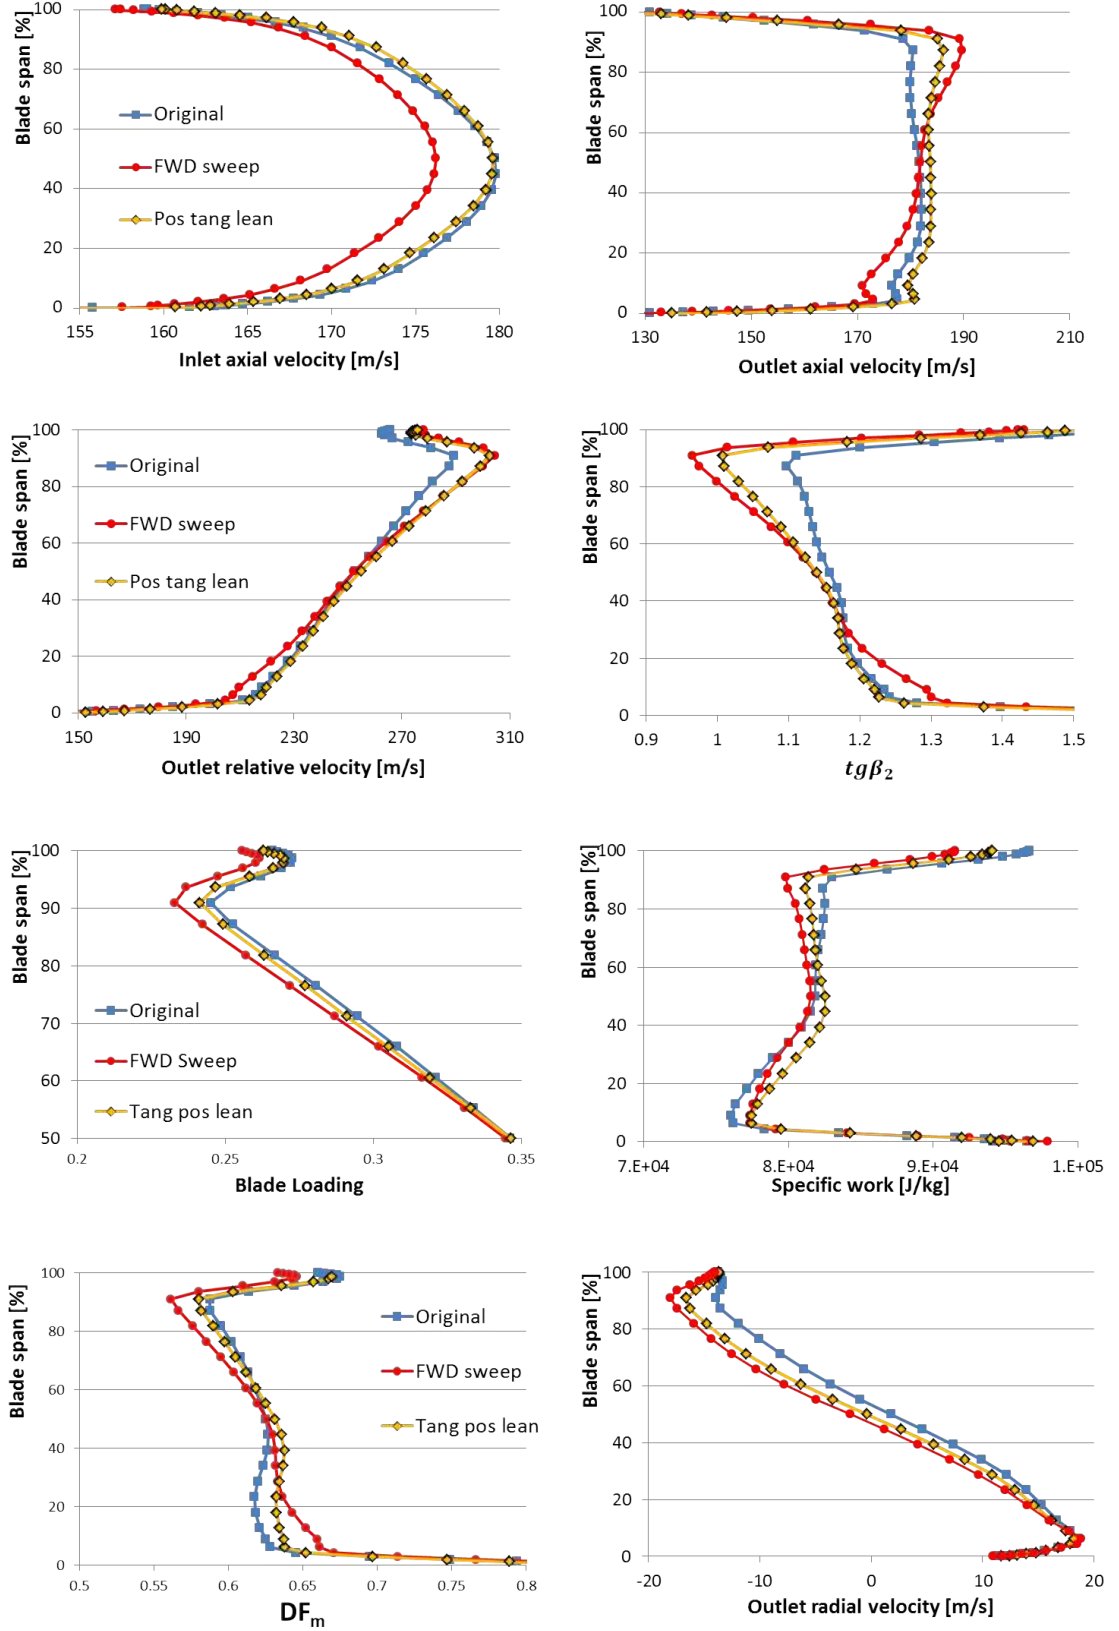 Blade span [%]
100
80
60
40
20
0
Original
FWD sweep
Pos tang lean
155
160
165
170
175
180
Inlet axial velocity [m/s]
Blade span [%]
100
80
60
40
20
0
130
150
170
190
210
Outlet axial velocity [m/s]
Blade span [%]
100
80
60
40
20
0
Original
FWD sweep
Pos tang lean
150
190
230
270
310
Outlet relative velocity [m/s]
Blade span [%]
100
80
60
40
20
0
0.9
1
1.1
1.2
1.3
1.4
1.5
tgβ₂
Blade span [%]
100
90
80
70
60
50
Original
FWD Sweep
Tang pos lean
0.2
0.25
0.3
0.35
Blade Loading
Blade span [%]
100
80
60
40
20
0
7.E+04
8.E+04
9.E+04
1.E+05
Specific work [J/kg]
Blade span [%]
100
80
60
40
20
0
Original
FWD sweep
Tang pos lean
0.5
0.55
0.6
0.65
0.7
0.75
0.8
DFm
Blade span [%]
100
80
60
40
20
0
-20
-10
0
10
20
Outlet radial velocity [m/s]